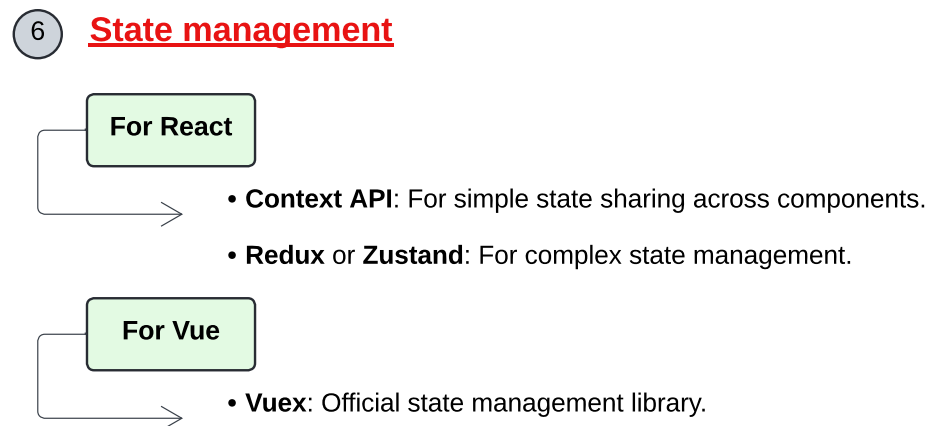 6 State management
For React
• Context API: For simple state sharing across components.
• Redux or Zustand: For complex state management.
For Vue
• Vuex: Official state management library.